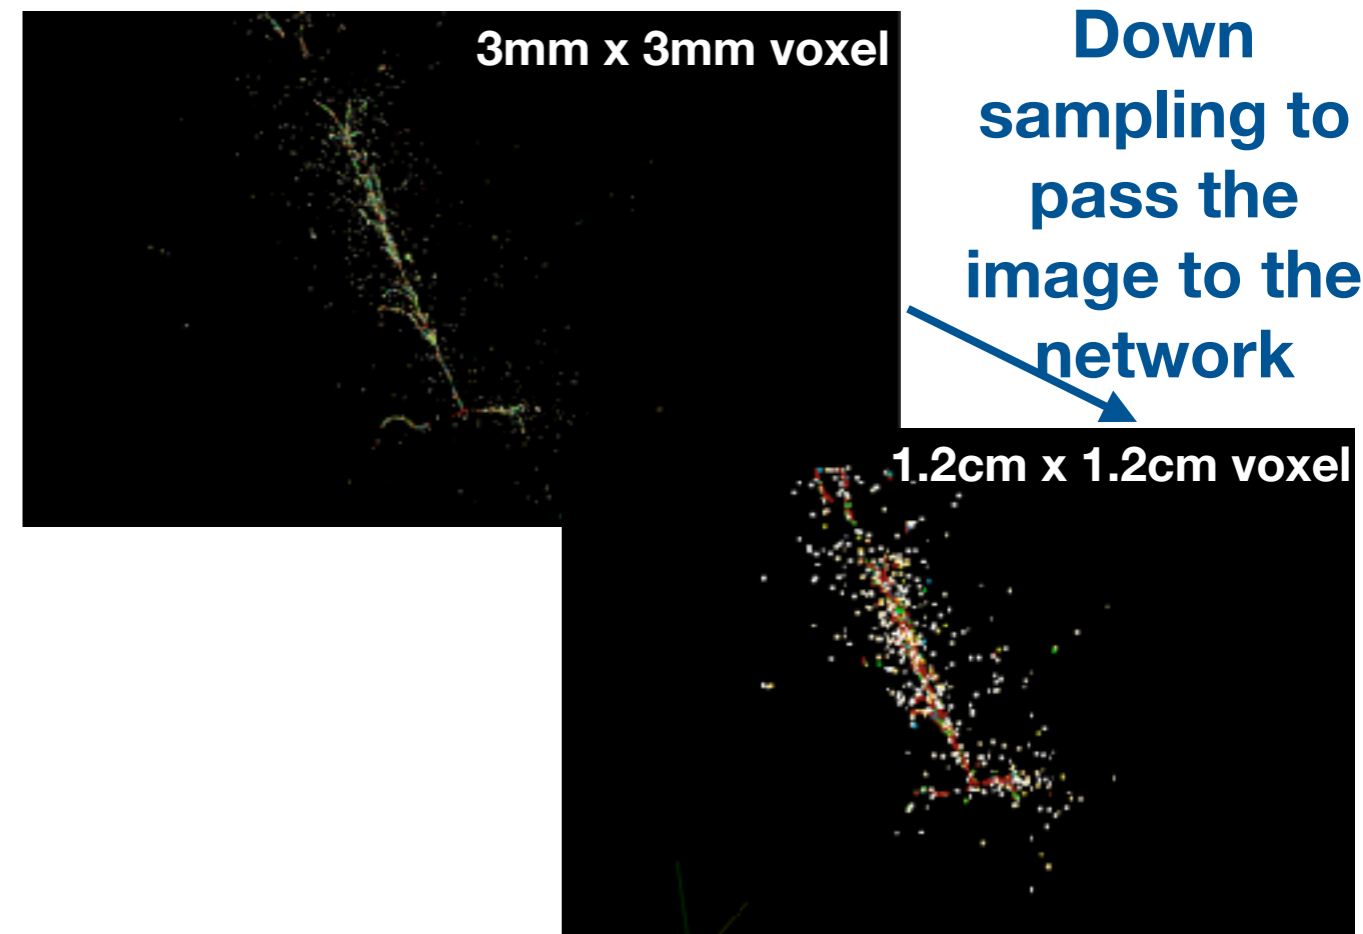 3mm x 3mm voxel
Down
sampling to
pass the
image to the
network
1.2cm x 1.2cm voxel